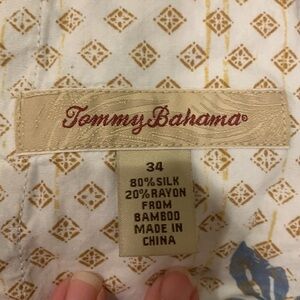 Tommy Bahama®
34
80% SILK
20% RAYON
FROM
BAMBOO
MADE IN
CHINA